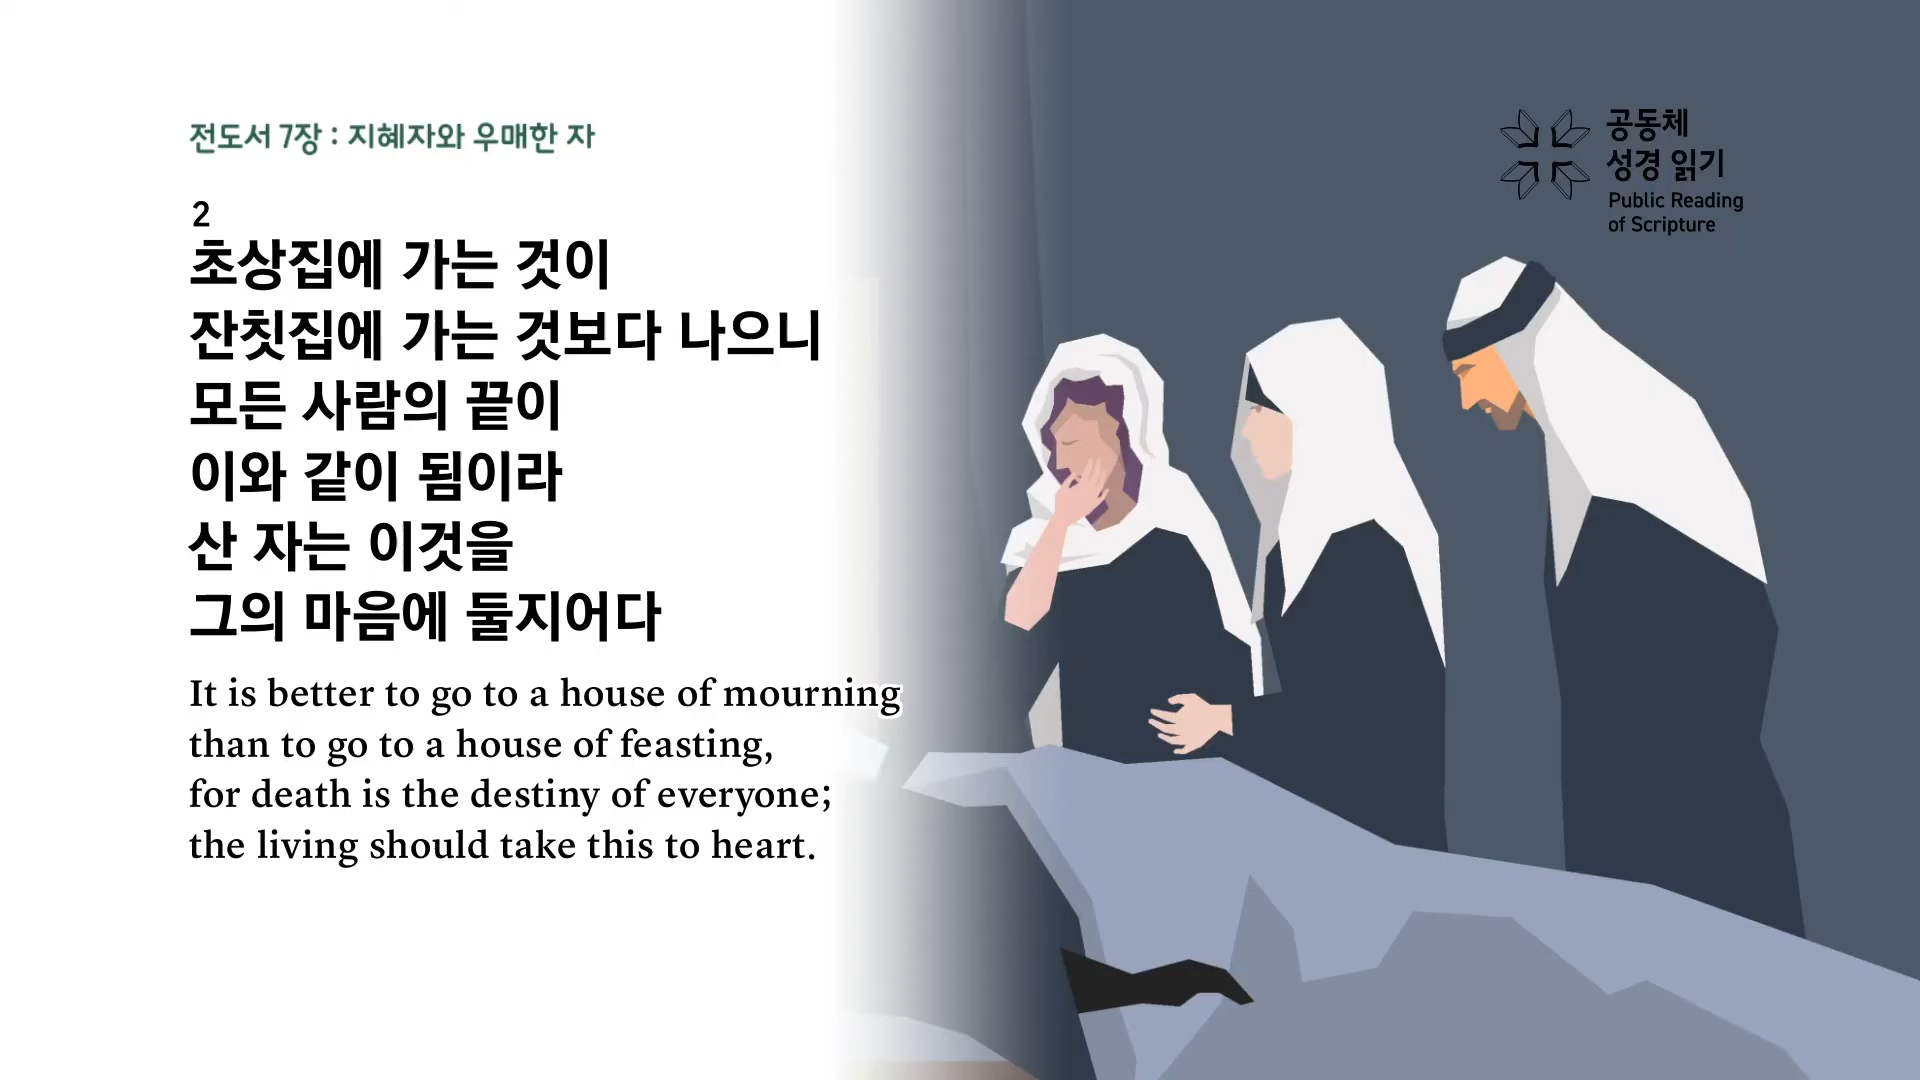 전도서 7장 : 지혜자와 우매한 자
2
초상집에 가는 것이
잔칫집에 가는 것보다 나으니
모든 사람의 끝이
이와 같이 됨이라
산 자는 이것을
그의 마음에 둘지어다
It is better to go to a house of mourning
than to go to a house of feasting,
for death is the destiny of everyone;
the living should take this to heart.
공동체
성경 읽기
Public Reading
of Scripture